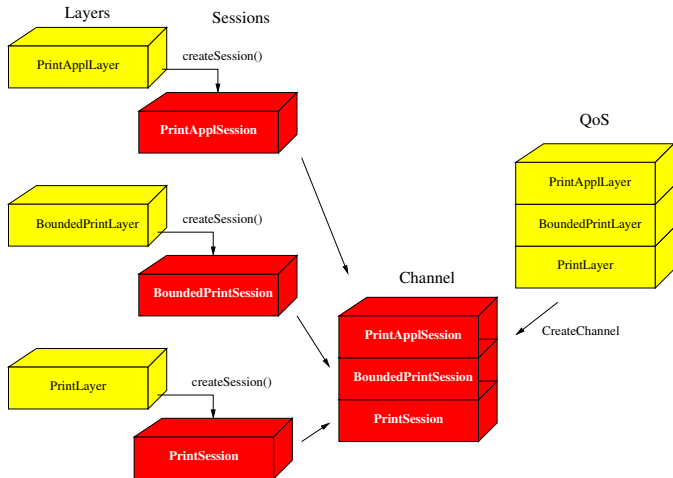 Layers
Sessions
createSession()
PrintApplLayer
PrintApplSession
QoS
PrintApplLayer
BoundedPrintLayer
PrintLayer
createSession()
BoundedPrintLayer
BoundedPrintSession
Channel
CreateChannel
PrintApplSession
BoundedPrintSession
PrintSession
createSession()
PrintLayer
PrintSession